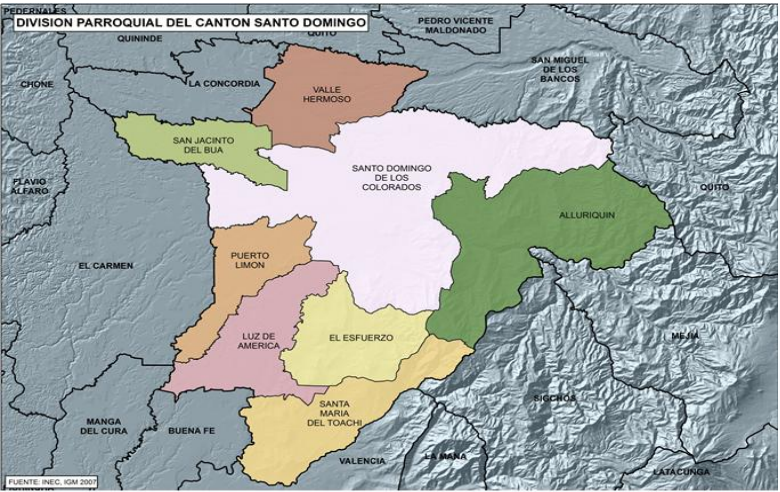 PEDERNALES
DIVISION PARROQUIAL DEL CANTON SANTO DOMINGO
QUININDE
QUITO
PEDRO VICENTE
MALDONADO
CHONE
LA CONCORDIA
VALLE
HERMOSO
SAN MIGUEL
DE LOS
BANCOS
SAN JACINTO
DEL BUA
SANTO DOMINGO
DE LOS
COLORADOS
FLAVIO
ALFARO
QUITO
ALLURIQUIN
EL CARMEN
PUERTO
LIMON
LUZ DE
AMERICA
EL ESFUERZO
MEJIA
SIGCHOS
SANTA
MARIA
DEL TOACHI
MANGA
DEL CURA
BUENA FE
VALENCIA
LA MANA
LATACUNGA
FUENTE: INEC, IGM 2007